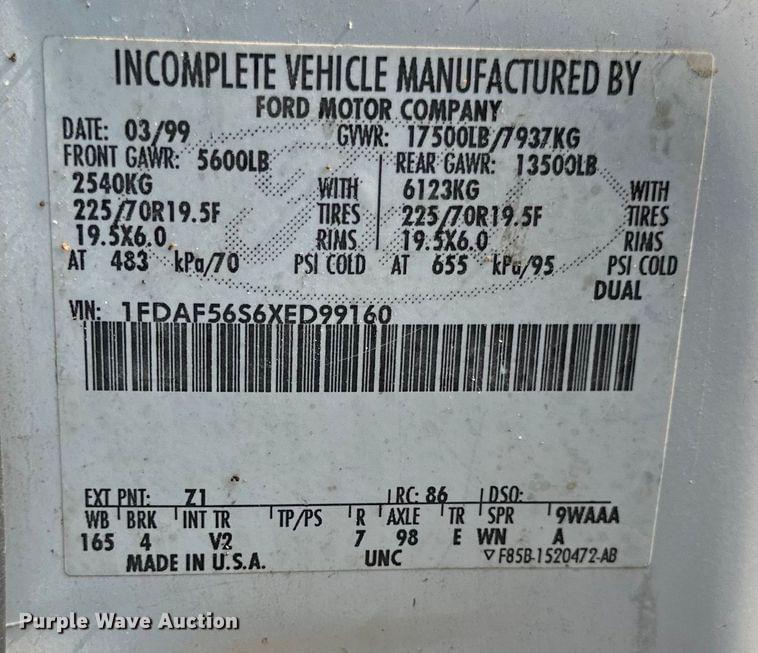 INCOMPLETE VEHICLE MANUFACTURED BY
FORD MOTOR COMPANY
DATE: 03/99 GVWR: 17500LB/7937KG
FRONT GAWR: 5600LB REAR GAWR: 13500LB
2540KG WITH 6123KG WITH
225/70R19.5F TIRES 225/70R19.5F TIRES
19.5X6.0 RIMS 19.5X6.0 RIMS
AT 483 kPa/70 PSI COLD AT 655 kPa/95 PSI COLD
DUAL
VIN: 1FDAF56S6XED99160
EXT PNT: Z1 RC: 86 DSO:
WB BRK INT TR TP/PS R AXLE TR SPR 9WAAA
165 4 V2 7 98 E WN A
MADE IN U.S.A. UNC F85B-1520472-AB
Purple Wave Auction